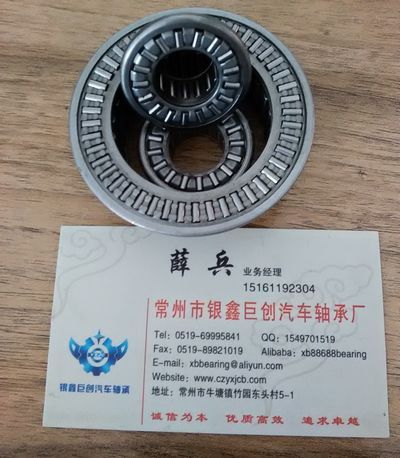 薛兵 业务经理
15161192304
常州市银鑫巨创汽车轴承厂
Tel: 0519-69995841 QQ: 1549701519
Fax: 0519-89821019 Alibaba: xb88688bearing
E-mail: xbbearing@aliyun.com
Website: www.czyxjcb.com
地址: 常州市牛塘镇竹园东头村5-1
CZYX
银鑫巨创汽车轴承
诚信为本 优质高效 追求卓越